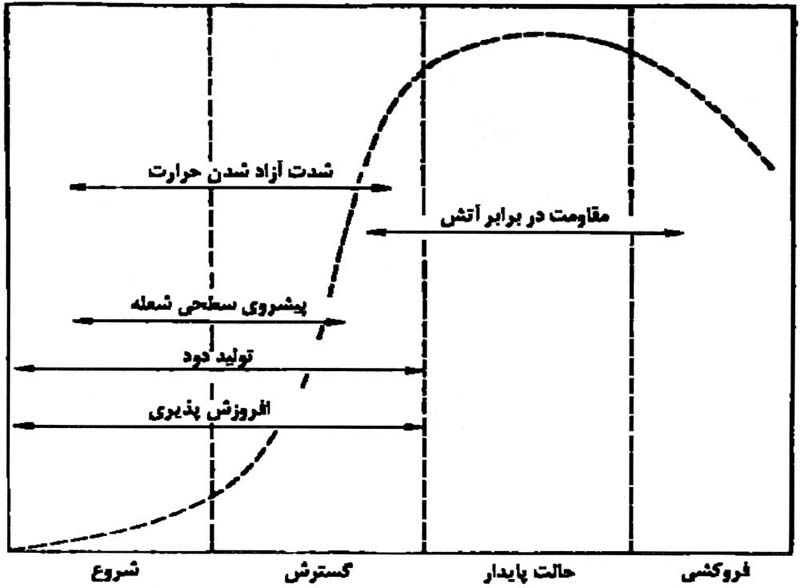 شدت آزاد شدن حرارت
مقاومت در برابر آتش
پیشروی سطحی شعله
تولید دود
افروزش پذیری
شروع
گسترش
حالت پایدار
فروکشی